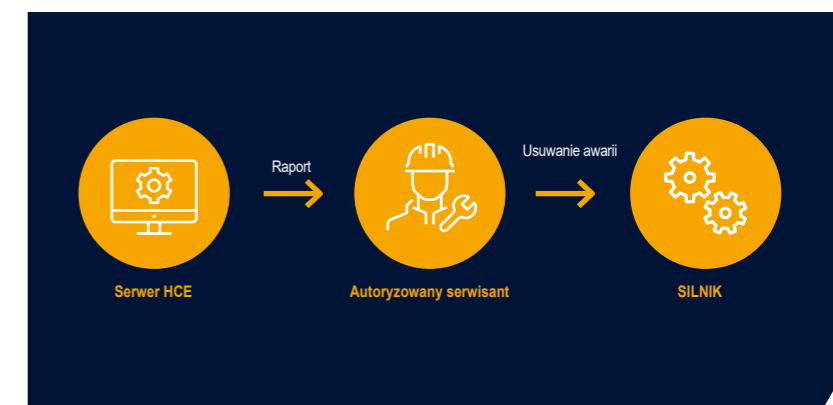 Raport
Usuwanie awarii
Serwer HCE
Autoryzowany serwisant
SILNIK